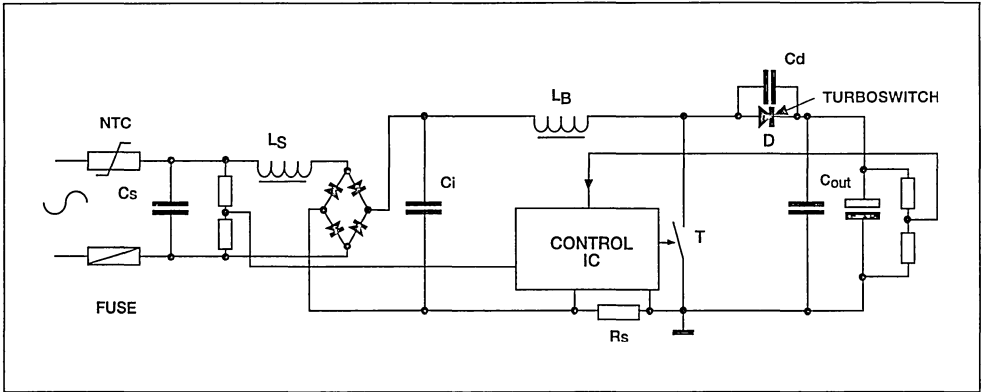 Cd
LB
TURBOSWITCH
NTC
LS
D
Cs
Ci
Cout
CONTROL
IC
T
FUSE
Rs